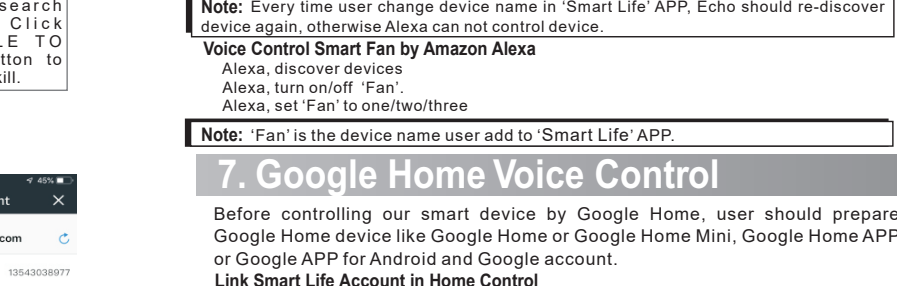 search
Click
LE TO
tton to
kill.
45%
nt ×
com
13543038977
Note: Every time user change device name in 'Smart Life' APP, Echo should re-discover
device again, otherwise Alexa can not control device.
Voice Control Smart Fan by Amazon Alexa
Alexa, discover devices
Alexa, turn on/off 'Fan'.
Alexa, set 'Fan' to one/two/three
Note: 'Fan' is the device name user add to 'Smart Life' APP.
7. Google Home Voice Control
Before controlling our smart device by Google Home, user should prepare
Google Home device like Google Home or Google Home Mini, Google Home APP
or Google APP for Android and Google account.
Link Smart Life Account in Home Control